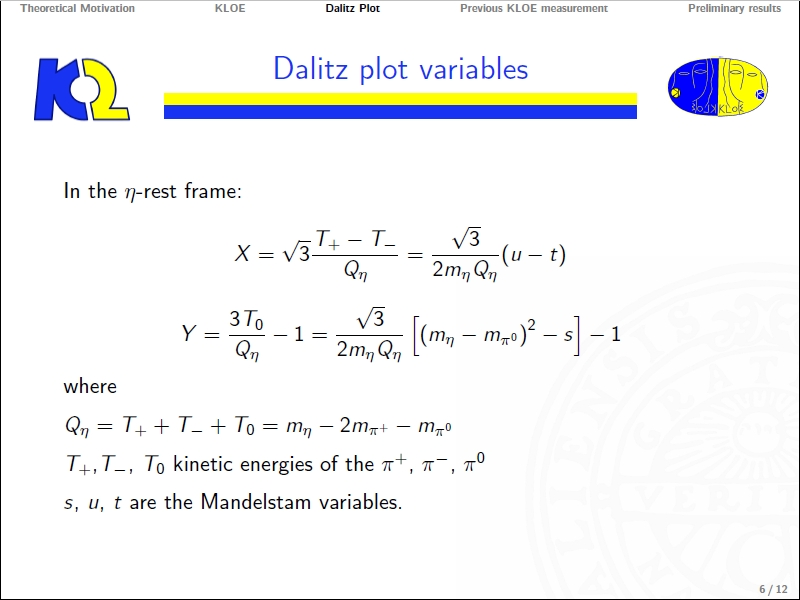 Theoretical Motivation KLOE Dalitz Plot Previous KLOE measurement Preliminary results
Dalitz plot variables
KLOE
In the η-rest frame:
X = √3 (T₊ − T₋)/Q_η = √3/(2m_η Q_η) (u − t)
Y = 3T₀/Q_η − 1 = √3/(2m_η Q_η) [(m_η − m_π⁰)² − s] − 1
where
Q_η = T₊ + T₋ + T₀ = m_η − 2m_π⁺ − m_π⁰
T₊, T₋, T₀ kinetic energies of the π⁺, π⁻, π⁰
s, u, t are the Mandelstam variables.
6 / 12